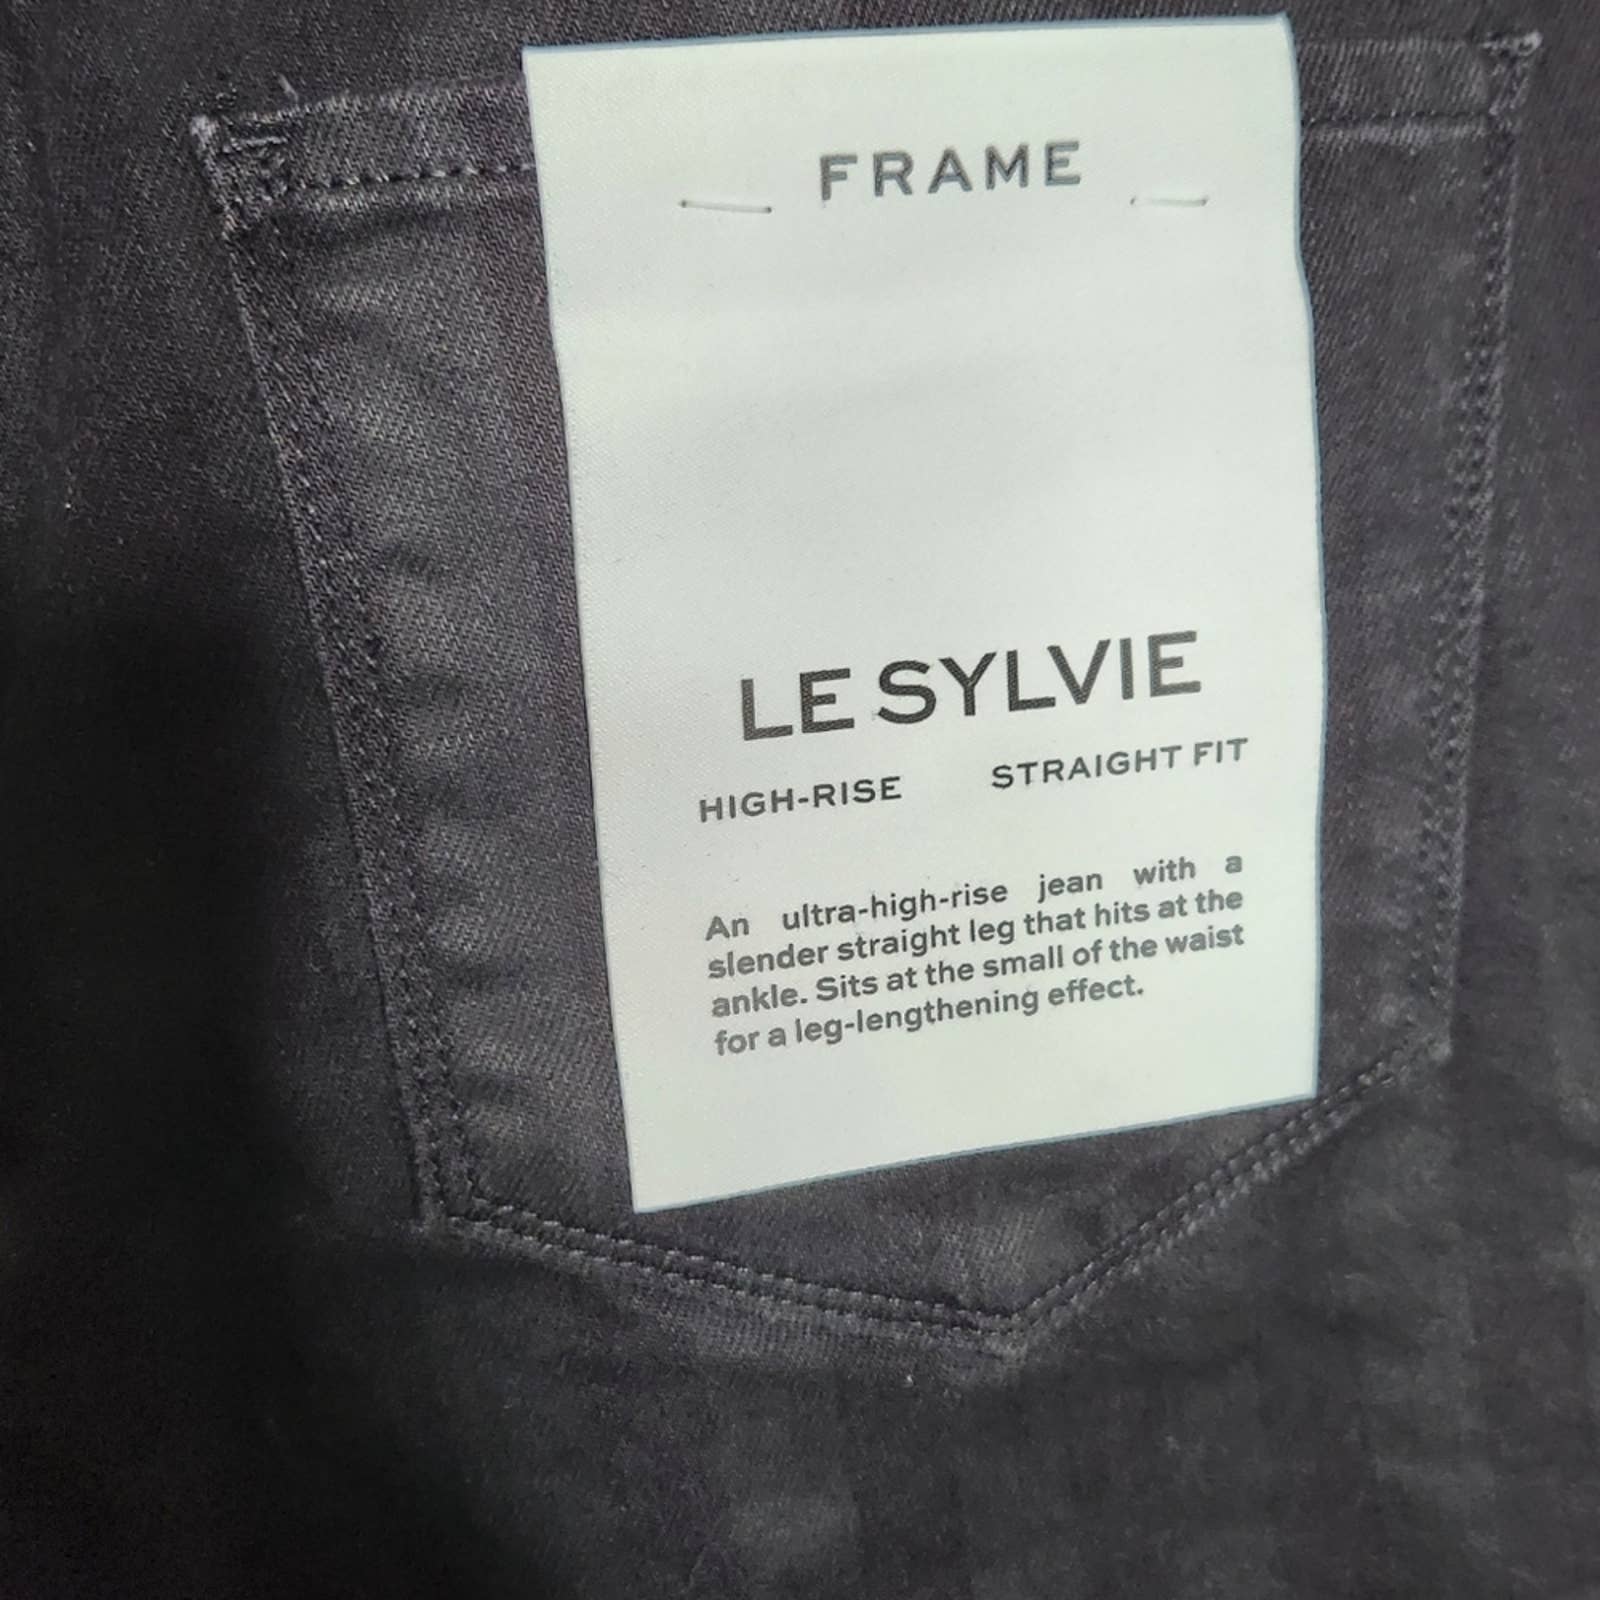 FRAME
LE SYLVIE
HIGH-RISE STRAIGHT FIT
An ultra-high-rise jean with a
slender straight leg that hits at the
ankle. Sits at the small of the waist
for a leg-lengthening effect.